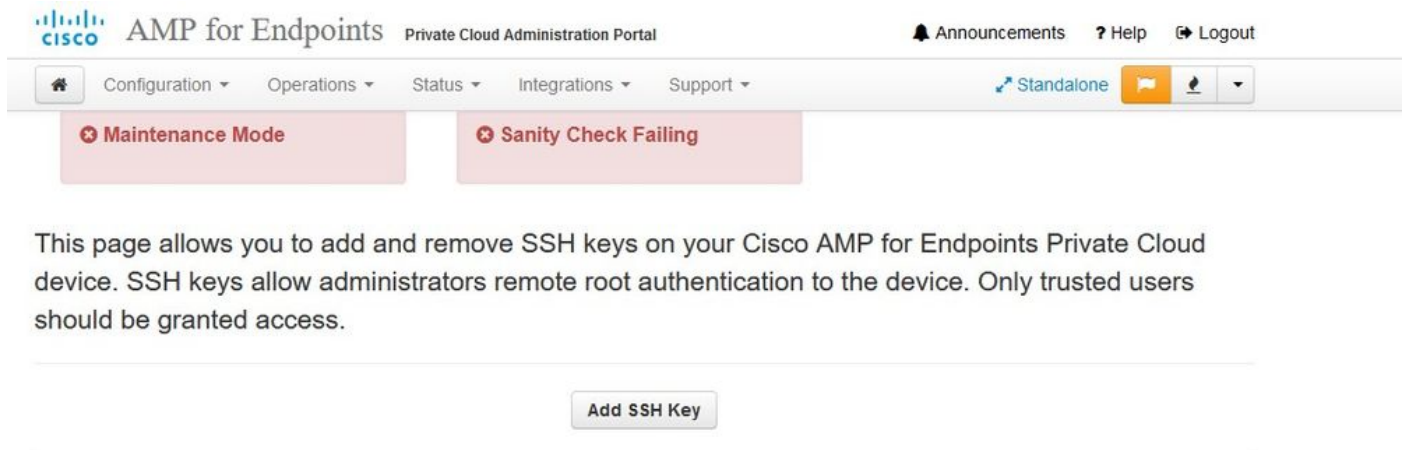 CISCO AMP for Endpoints Private Cloud Administration Portal Announcements ? Help Logout
Configuration Operations Status Integrations Support Standalone
Maintenance Mode Sanity Check Failing
This page allows you to add and remove SSH keys on your Cisco AMP for Endpoints Private Cloud
device. SSH keys allow administrators remote root authentication to the device. Only trusted users
should be granted access.
Add SSH Key